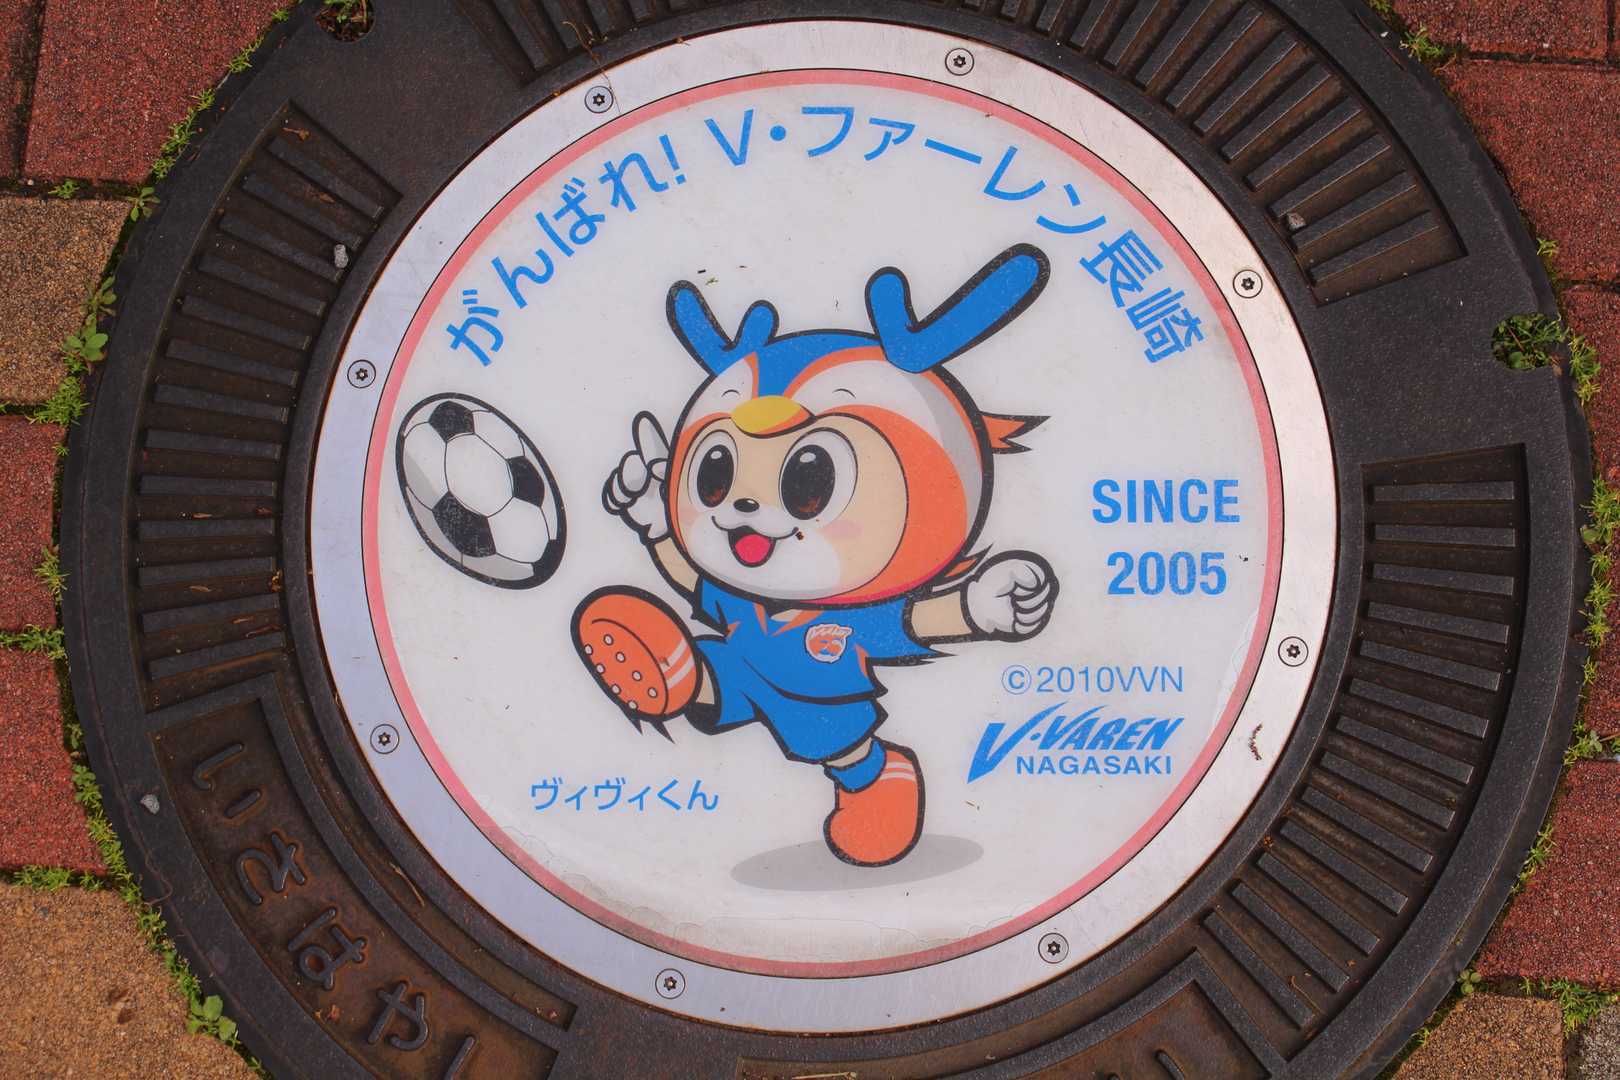 がんばれ! V・ファーレン長崎
SINCE
2005
©2010VVN
V·VAREN
NAGASAKI
ヴィヴィくん
いさはやし